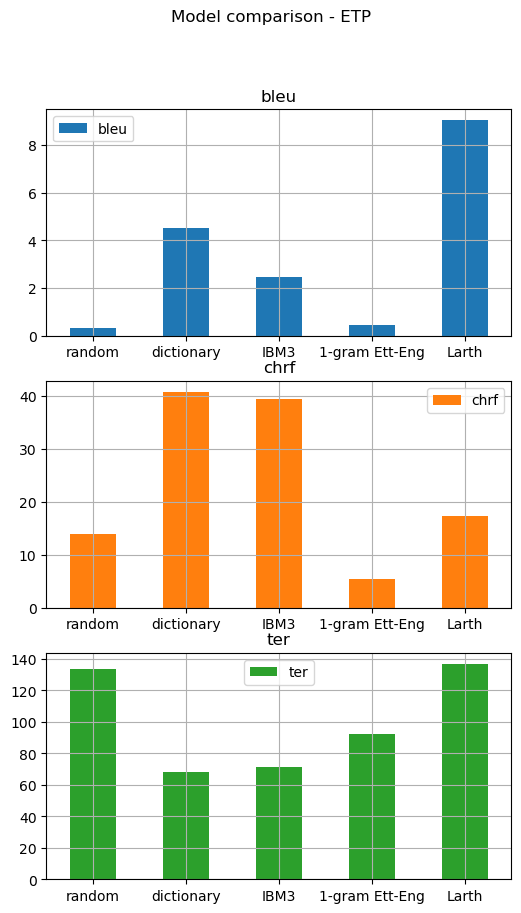 Model comparison - ETP
bleu
bleu
8
6
4
2
0
random dictionary IBM3 1-gram Ett-Eng Larth
chrf
chrf
40
30
20
10
0
random dictionary IBM3 1-gram Ett-Eng Larth
ter
ter
140
120
100
80
60
40
20
0
random dictionary IBM3 1-gram Ett-Eng Larth